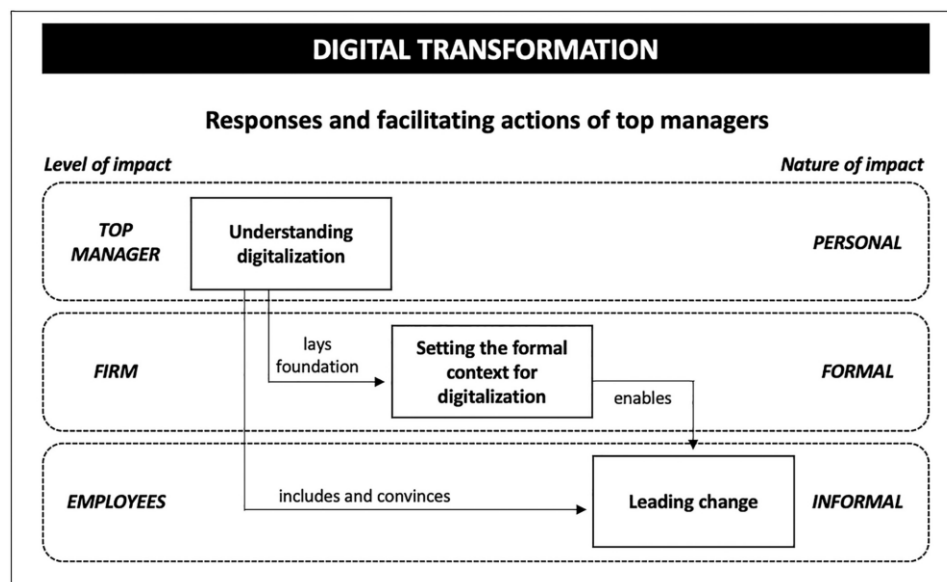 DIGITAL TRANSFORMATION
Responses and facilitating actions of top managers
Level of impact
Nature of impact
TOP
MANAGER
Understanding
digitalization
PERSONAL
lays
foundation
FIRM
Setting the formal
context for
digitalization
FORMAL
enables
EMPLOYEES
includes and convinces
Leading change
INFORMAL